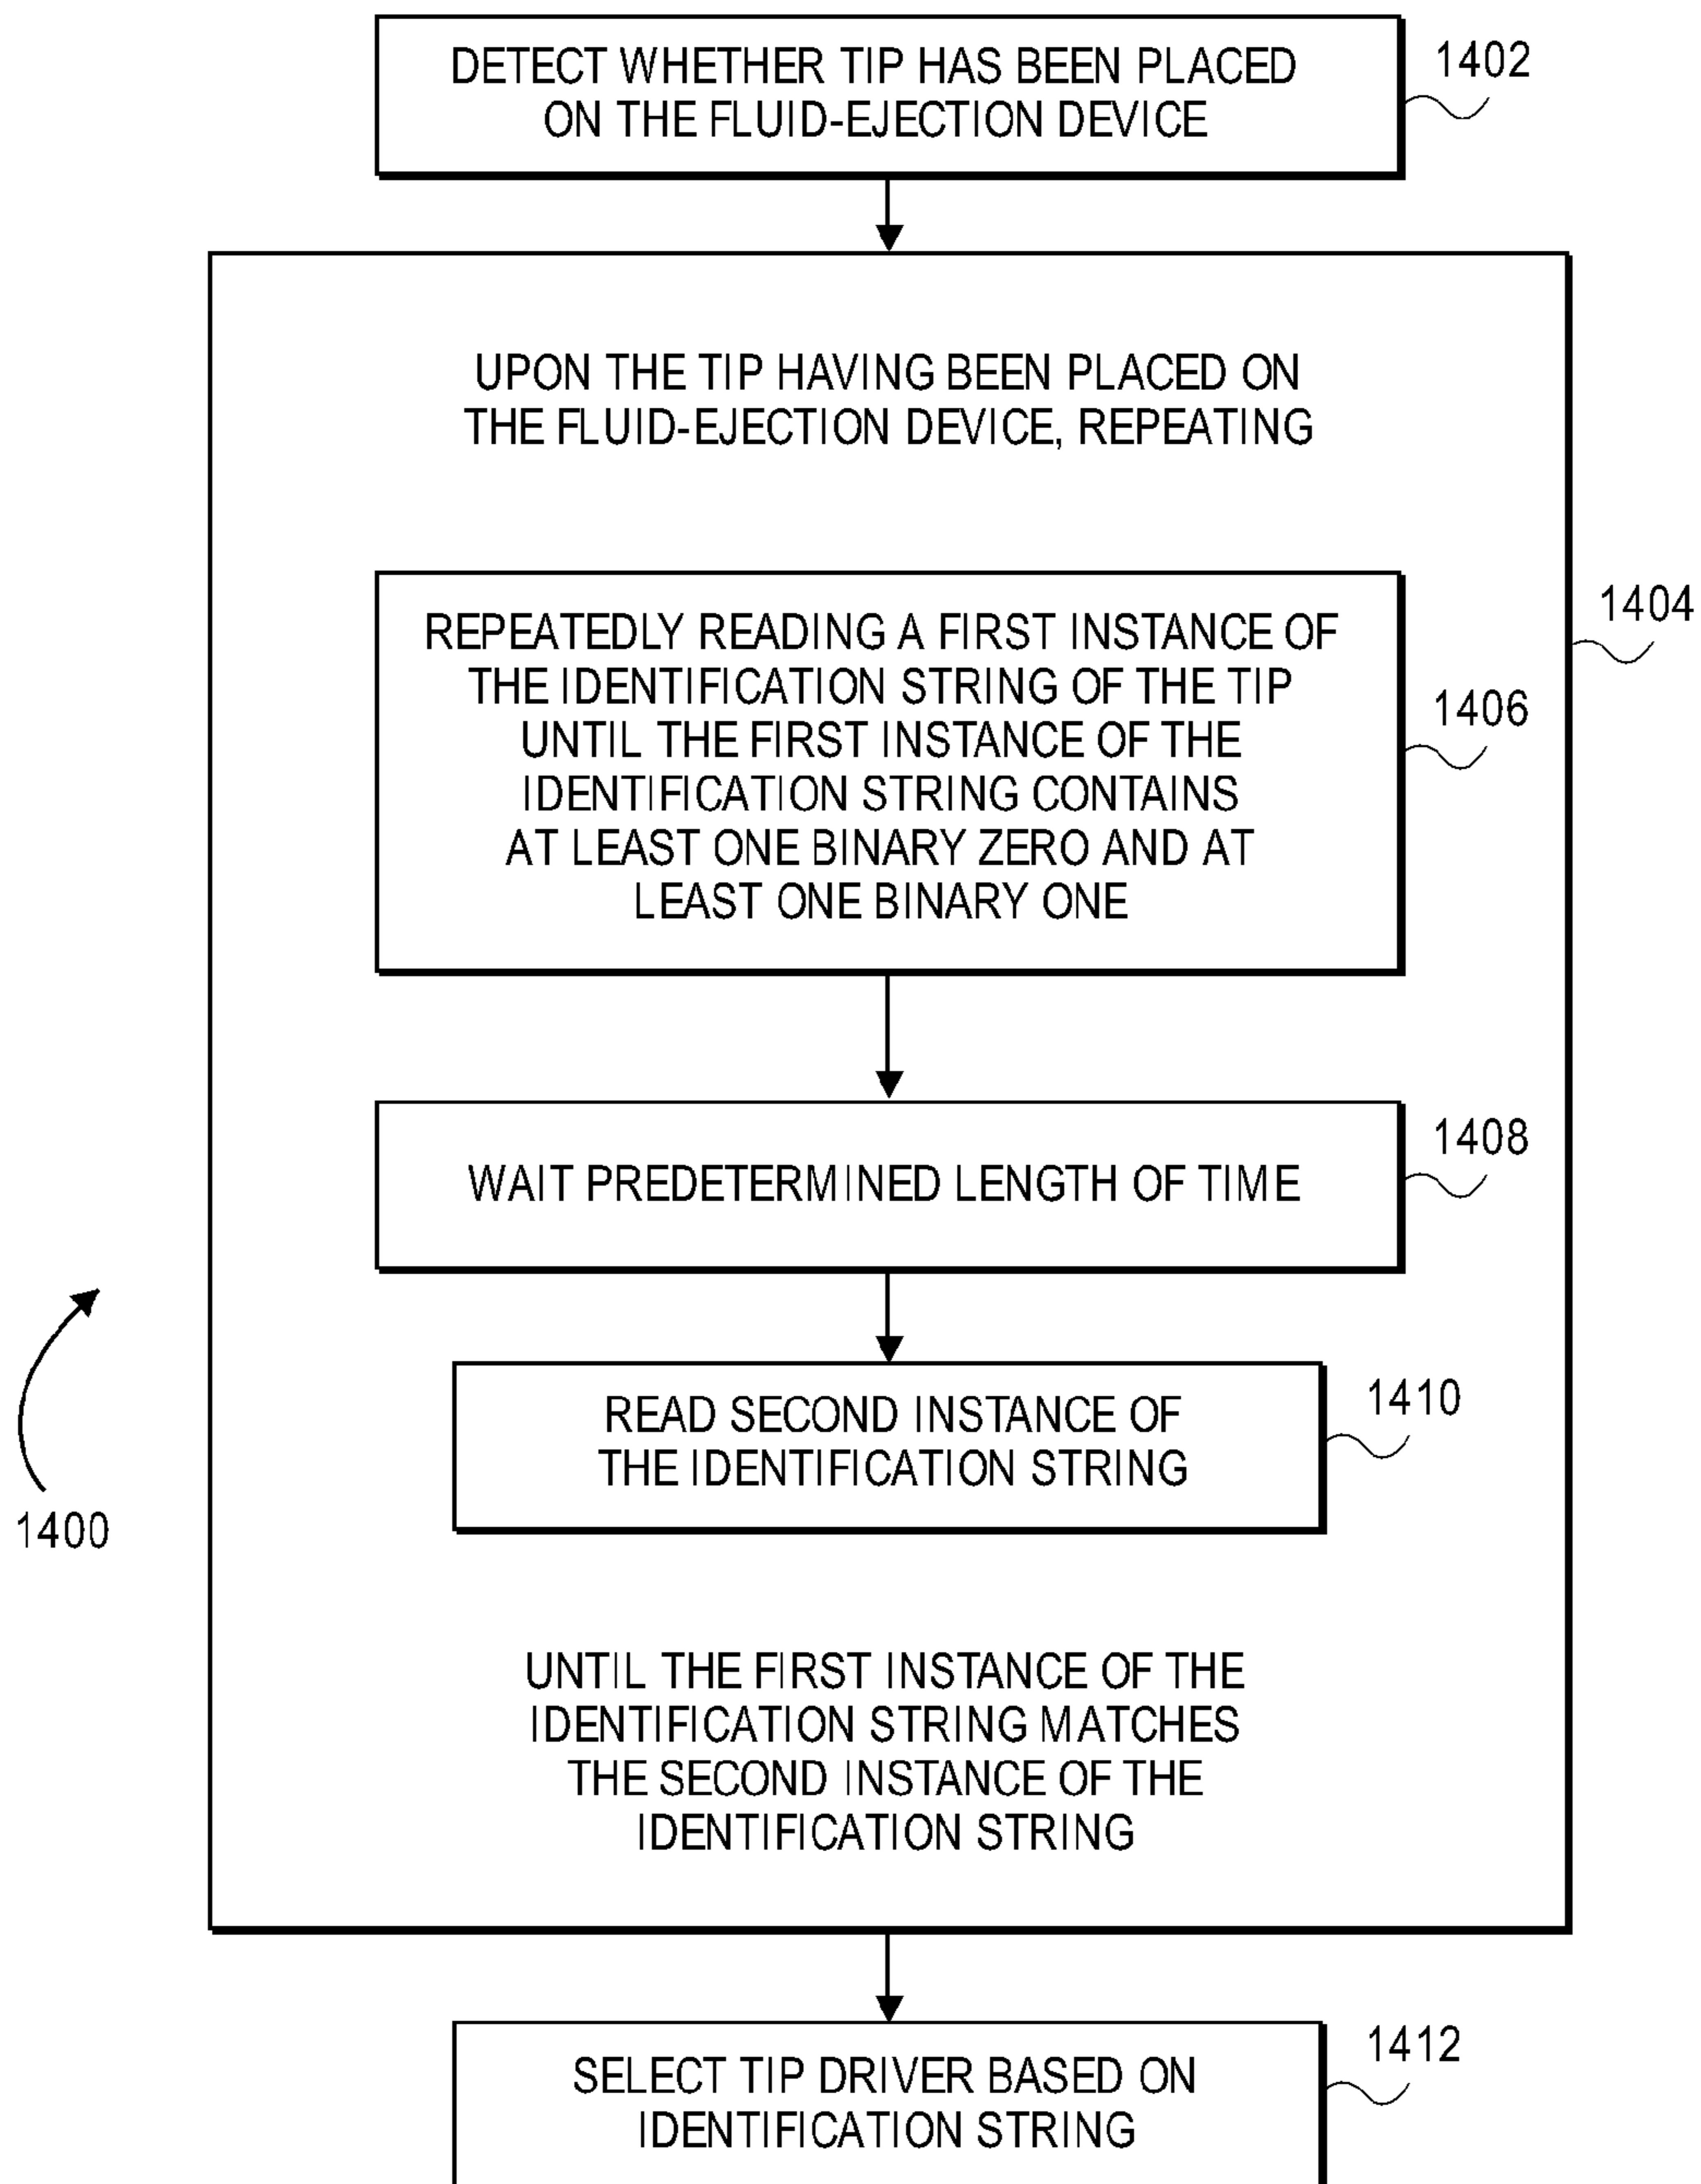 DETECT WHETHER TIP HAS BEEN PLACED
ON THE FLUID-EJECTION DEVICE
1402
UPON THE TIP HAVING BEEN PLACED ON
THE FLUID-EJECTION DEVICE, REPEATING
1404
REPEATEDLY READING A FIRST INSTANCE OF
THE IDENTIFICATION STRING OF THE TIP
UNTIL THE FIRST INSTANCE OF THE
IDENTIFICATION STRING CONTAINS
AT LEAST ONE BINARY ZERO AND AT
LEAST ONE BINARY ONE
1406
WAIT PREDETERMINED LENGTH OF TIME
1408
READ SECOND INSTANCE OF
THE IDENTIFICATION STRING
1410
1400
UNTIL THE FIRST INSTANCE OF THE
IDENTIFICATION STRING MATCHES
THE SECOND INSTANCE OF THE
IDENTIFICATION STRING
SELECT TIP DRIVER BASED ON
IDENTIFICATION STRING
1412